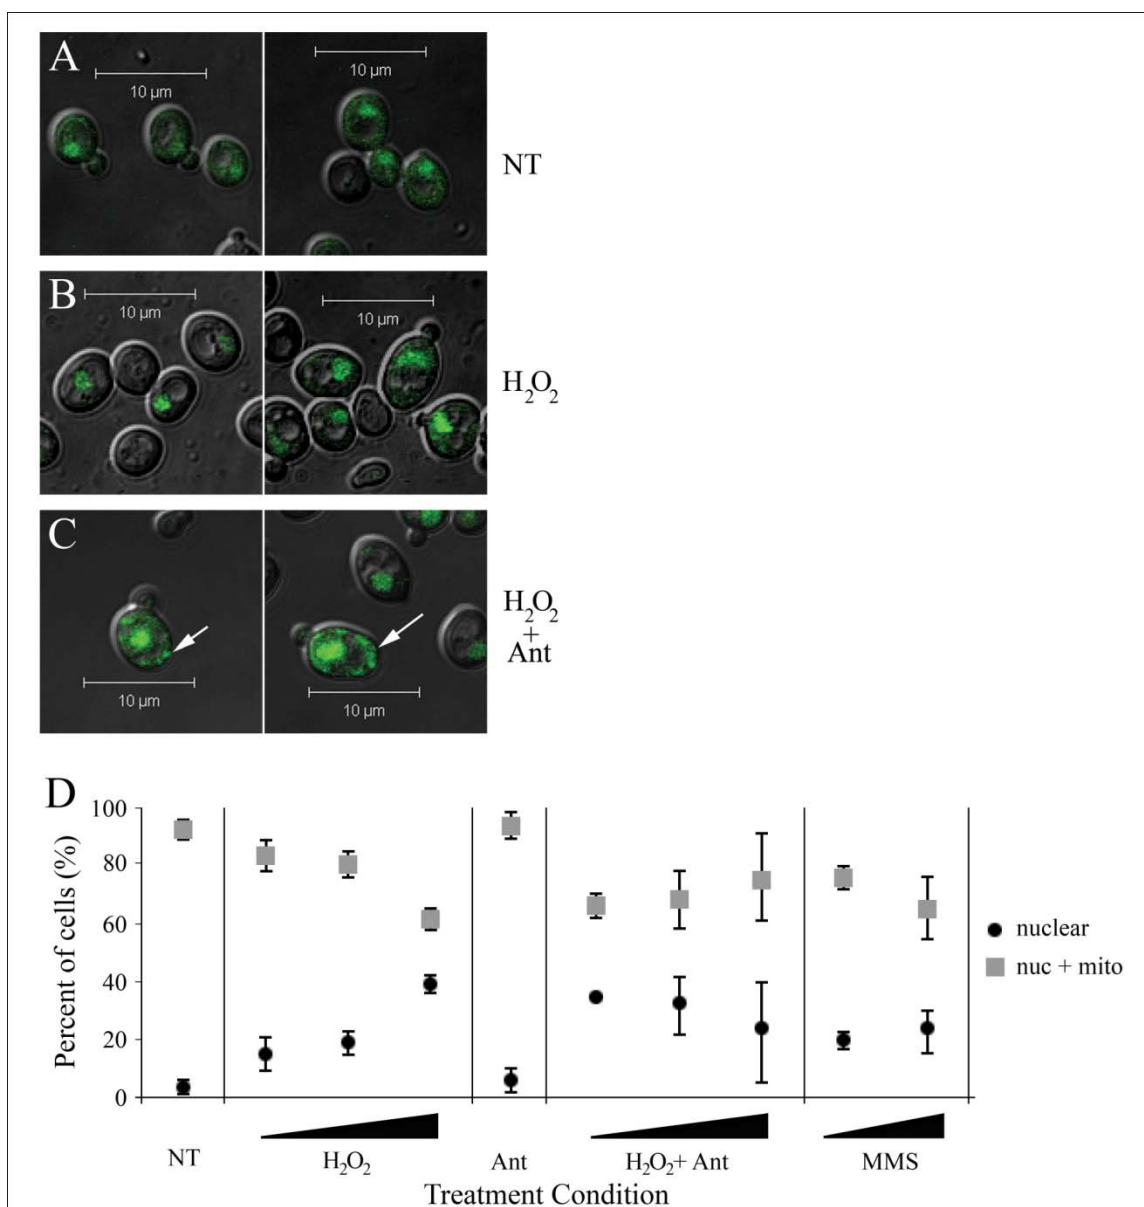 A
10 µm
10 µm
NT
B
10 µm
10 µm
H₂O₂
C
H₂O₂
+
Ant
10 µm
10 µm
D
100
80
60
40
20
0
Percent of cells (%)
nuclear
nuc + mito
NT
H₂O₂
Ant
H₂O₂+ Ant
MMS
Treatment Condition